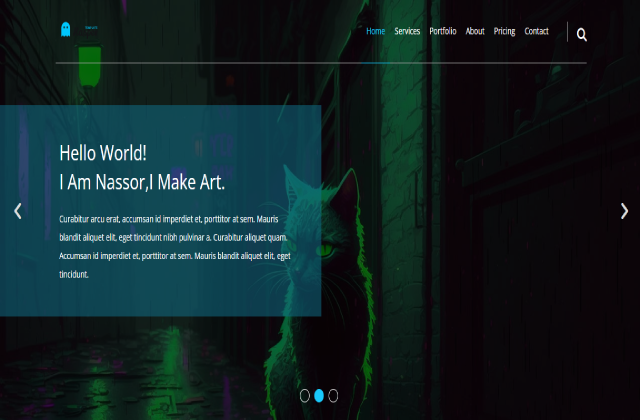 Home Services Portfolio About Pricing Contact
Hello World!
I Am Nassor,I Make Art.
Curabitur arcu erat, accumsan id imperdiet et, porttitor at sem. Mauris
blandit aliquet elit, eget tincidunt nibh pulvinar a. Curabitur aliquet quam.
Accumsan id imperdiet et, porttitor at sem. Mauris blandit aliquet elit, eget
tincidunt.